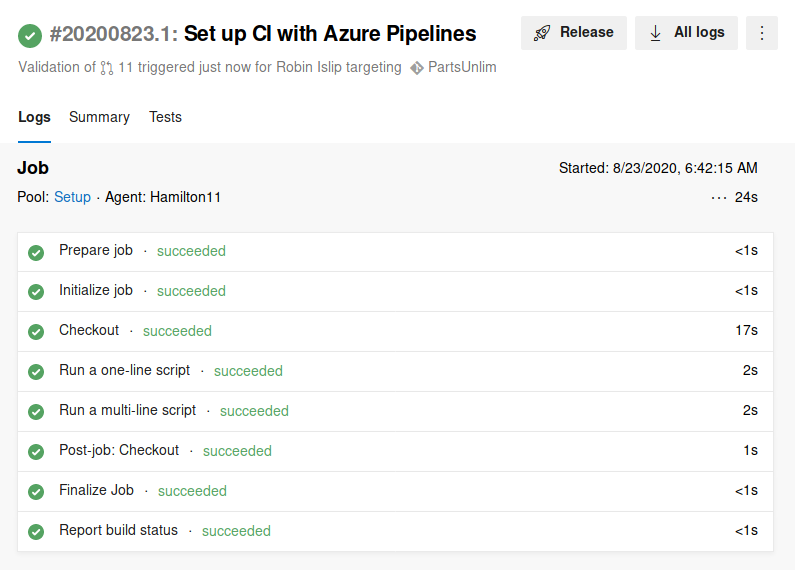 #20200823.1: Set up CI with Azure Pipelines
Release
All logs
Validation of 11 triggered just now for Robin Islip targeting PartsUnlim
Logs Summary Tests
Job
Started: 8/23/2020, 6:42:15 AM
Pool: Setup · Agent: Hamilton11
··· 24s
Prepare job · succeeded <1s
Initialize job · succeeded <1s
Checkout · succeeded 17s
Run a one-line script · succeeded 2s
Run a multi-line script · succeeded 2s
Post-job: Checkout · succeeded 1s
Finalize Job · succeeded <1s
Report build status · succeeded <1s